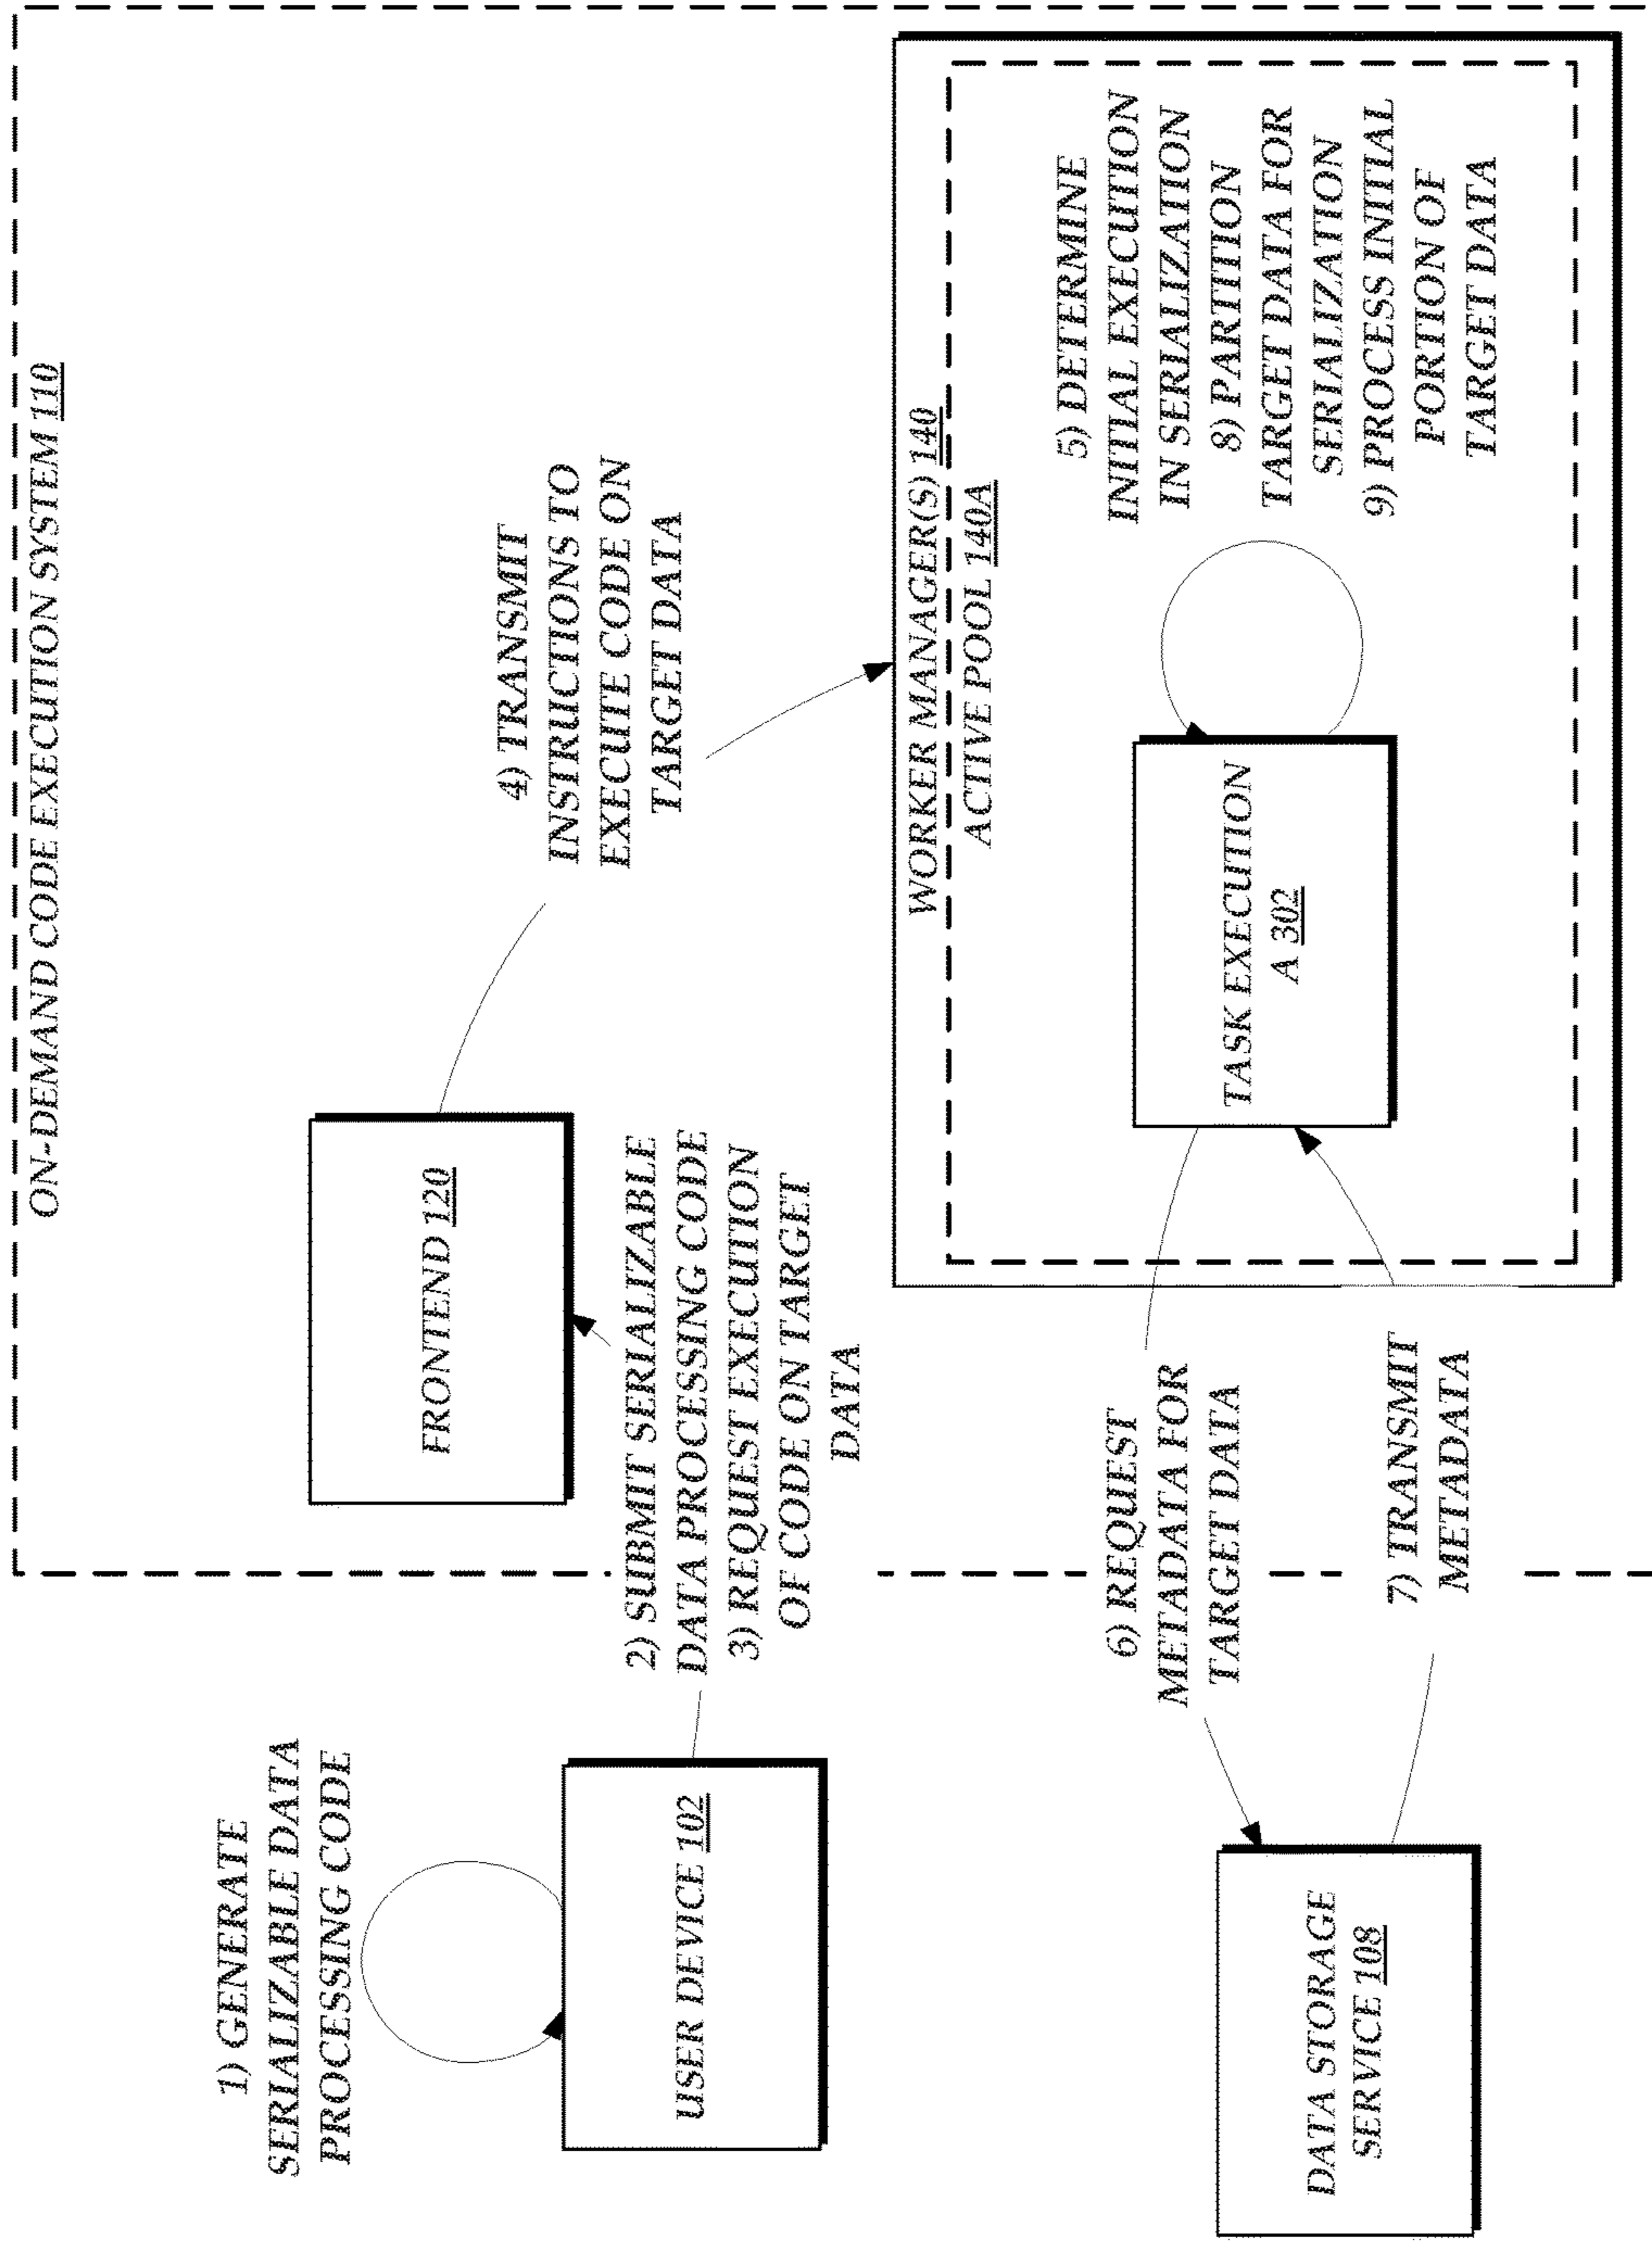 ON-DEMAND CODE EXECUTION SYSTEM 110
1) GENERATE
SERIALIZABLE DATA
PROCESSING CODE
USER DEVICE 102
2) SUBMIT SERIALIZABLE
DATA PROCESSING CODE
3) REQUEST EXECUTION
OF CODE ON TARGET
DATA
FRONTEND 120
4) TRANSMIT
INSTRUCTIONS TO
EXECUTE CODE ON
TARGET DATA
WORKER MANAGER(S) 140
ACTIVE POOL 140A
TASK EXECUTION
A 302
5) DETERMINE
INITIAL EXECUTION
IN SERIALIZATION
8) PARTITION
TARGET DATA FOR
SERIALIZATION
9) PROCESS INITIAL
PORTION OF
TARGET DATA
6) REQUEST
METADATA FOR
TARGET DATA
7) TRANSMIT
METADATA
DATA STORAGE
SERVICE 108